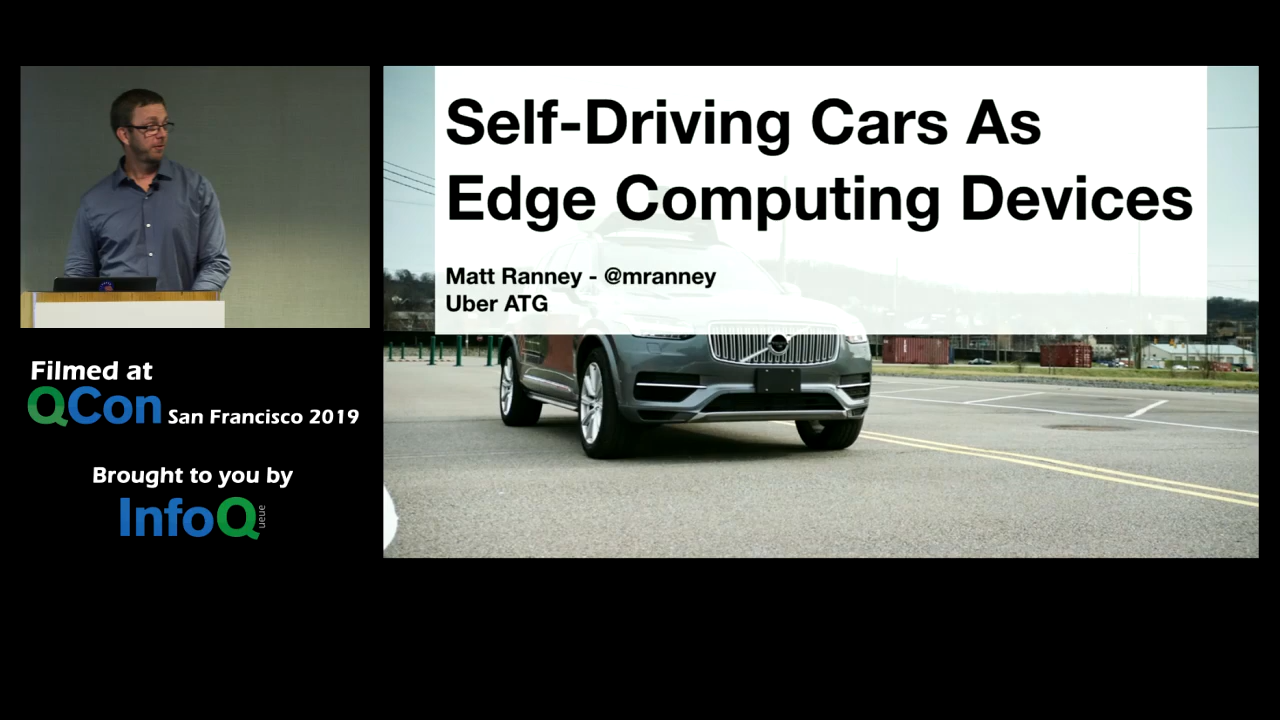 Self-Driving Cars As
Edge Computing Devices
Matt Ranney - @mranney
Uber ATG
Filmed at
QCon San Francisco 2019
Brought to you by
InfoQ
ueue